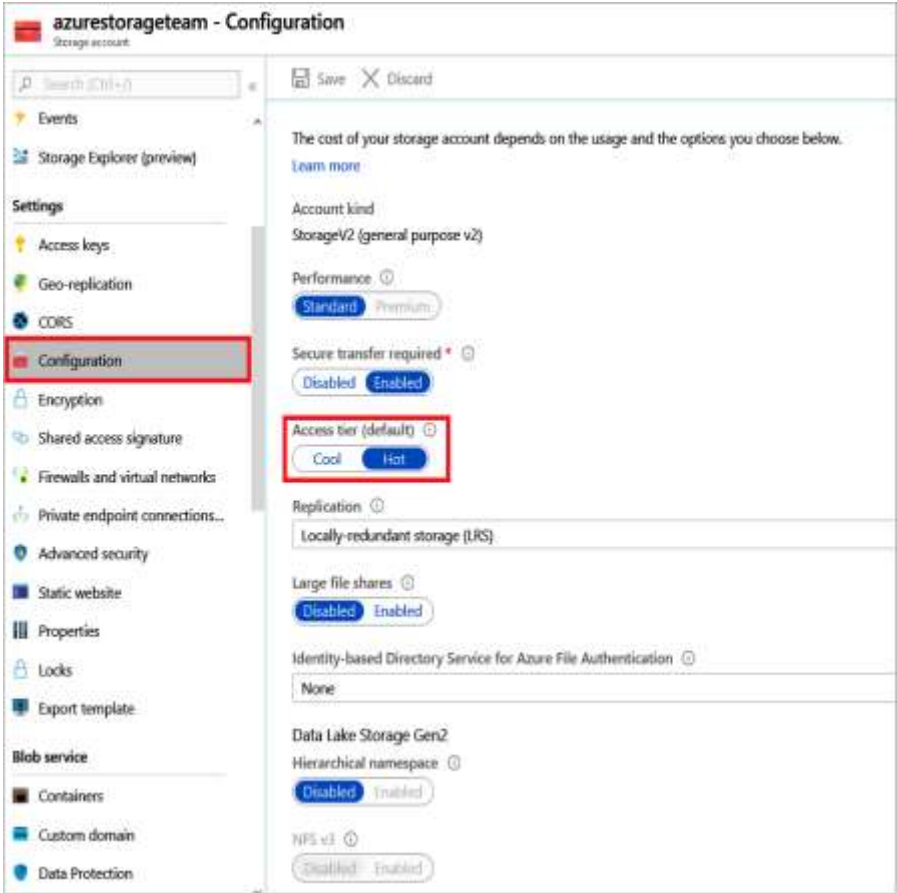 azurestorageteam - Configuration
Storage account
Search (Ctrl+/)
«
Events
Storage Explorer (preview)
Settings
Access keys
Geo-replication
CORS
Configuration
Encryption
Shared access signature
Firewalls and virtual networks
Private endpoint connections...
Advanced security
Static website
Properties
Locks
Export template
Blob service
Containers
Custom domain
Data Protection
Save Discard
The cost of your storage account depends on the usage and the options you choose below.
Learn more
Account kind
StorageV2 (general purpose v2)
Performance
Standard Premium
Secure transfer required *
Disabled Enabled
Access tier (default)
Cool Hot
Replication
Locally-redundant storage (LRS)
Large file shares
Disabled Enabled
Identity-based Directory Service for Azure File Authentication
None
Data Lake Storage Gen2
Hierarchical namespace
Disabled Enabled
NFS v3
Disabled Enabled